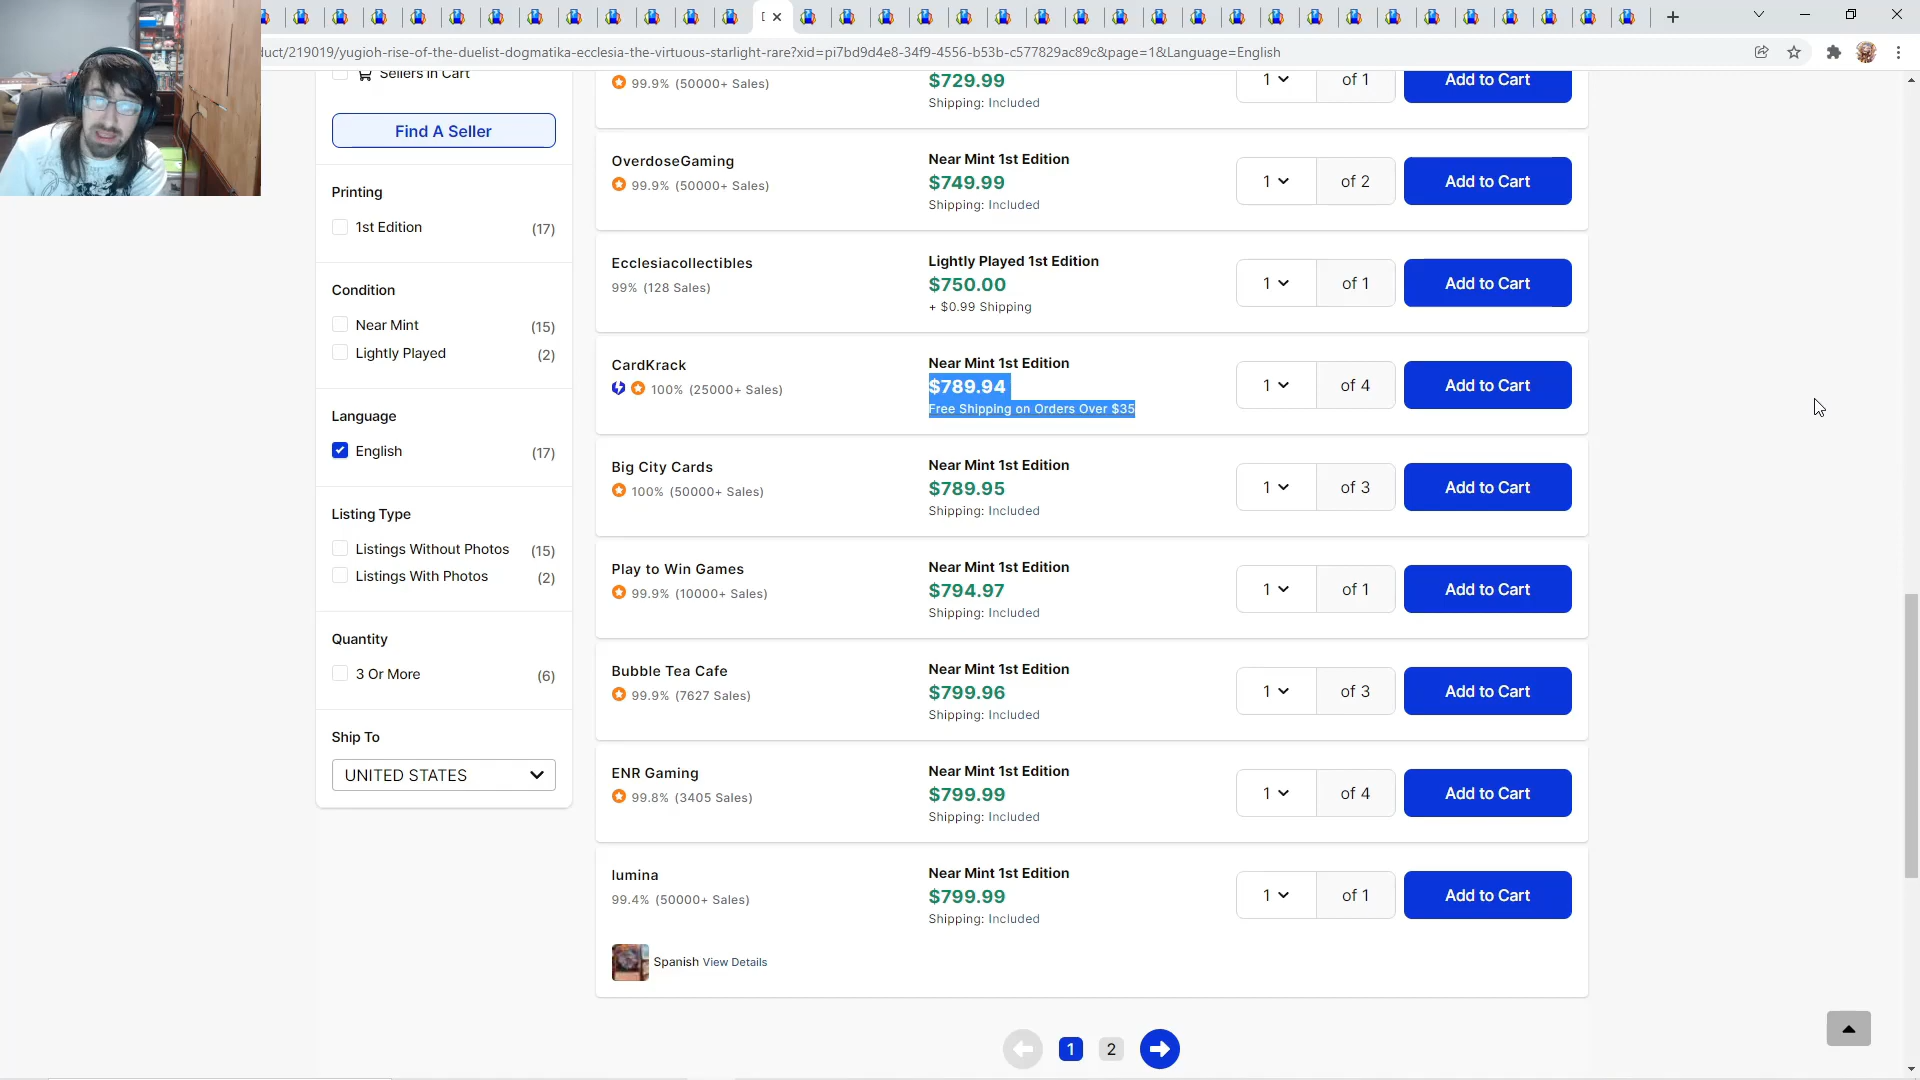 duct/219019/yugioh-rise-of-the-duelist-dogmatika-ecclesia-the-virtuous-starlight-rare?xid=pi7bd9d4e8-34f9-4556-b53b-c577829ac89c&page=1&Language=English
Sellers in Cart
Find A Seller
Printing
1st Edition (17)
Condition
Near Mint (15)
Lightly Played (2)
Language
English (17)
Listing Type
Listings Without Photos (15)
Listings With Photos (2)
Quantity
3 Or More (6)
Ship To
UNITED STATES
99.9% (50000+ Sales)
$729.99
Shipping: Included
1 of 1 Add to Cart
OverdoseGaming
99.9% (50000+ Sales)
Near Mint 1st Edition
$749.99
Shipping: Included
1 of 2 Add to Cart
Ecclesiacollectibles
99% (128 Sales)
Lightly Played 1st Edition
$750.00
+ $0.99 Shipping
1 of 1 Add to Cart
CardKrack
100% (25000+ Sales)
Near Mint 1st Edition
$789.94
Free Shipping on Orders Over $35
1 of 4 Add to Cart
Big City Cards
100% (50000+ Sales)
Near Mint 1st Edition
$789.95
Shipping: Included
1 of 3 Add to Cart
Play to Win Games
99.9% (10000+ Sales)
Near Mint 1st Edition
$794.97
Shipping: Included
1 of 1 Add to Cart
Bubble Tea Cafe
99.9% (7627 Sales)
Near Mint 1st Edition
$799.96
Shipping: Included
1 of 3 Add to Cart
ENR Gaming
99.8% (3405 Sales)
Near Mint 1st Edition
$799.99
Shipping: Included
1 of 4 Add to Cart
lumina
99.4% (50000+ Sales)
Near Mint 1st Edition
$799.99
Shipping: Included
1 of 1 Add to Cart
Spanish View Details
1 2